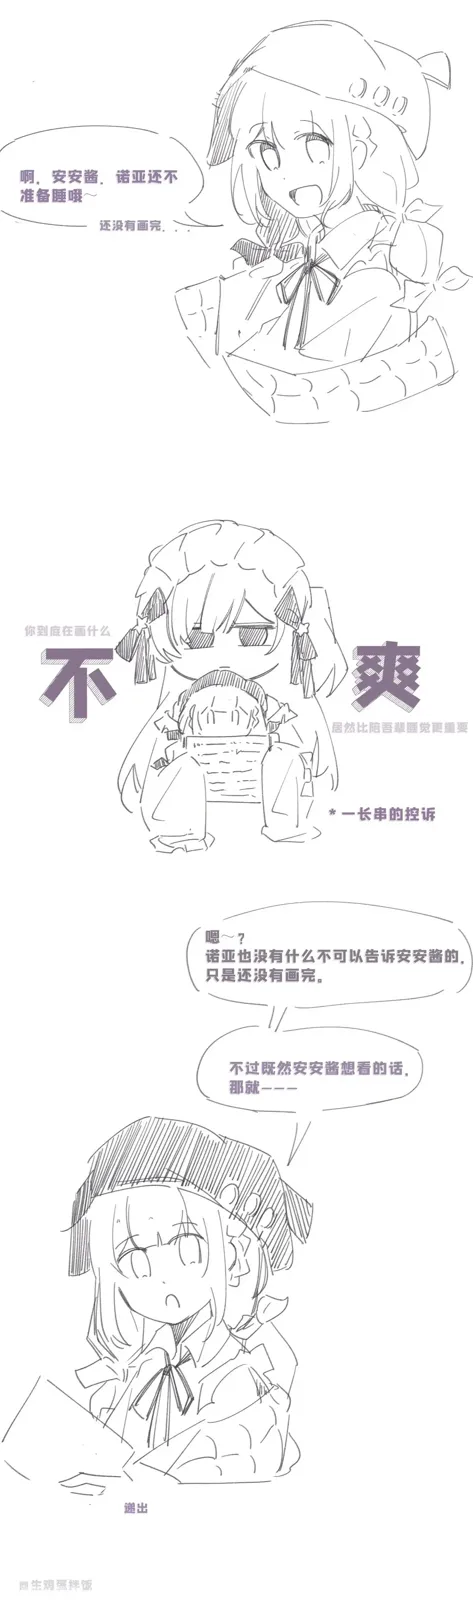 啊，安安酱，诺亚还不
准备睡哦~
还没有画完．．．
你到底在画什么
不爽
居然比陪吾辈睡觉更重要
* 一长串的控诉
嗯~？
诺亚也没有什么不可以告诉安安酱的，
只是还没有画完。
不过既然安安酱想看的话，
那就———
递出